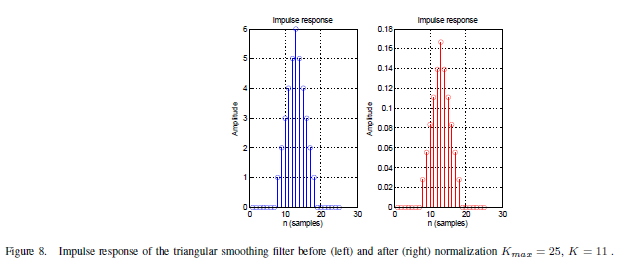 Impulse response
6
5
4
3
2
1
0
Amplitude
0 10 20 30
n (samples)
Impulse response
0.18
0.16
0.14
0.12
0.1
0.08
0.06
0.04
0.02
0
Amplitude
0 10 20 30
n (samples)
Figure 8. Impulse response of the triangular smoothing filter before (left) and after (right) normalization K_{max} = 25, K = 11 .